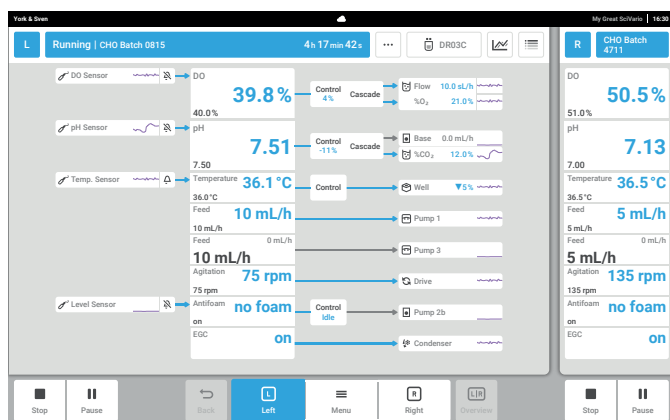 York & Sven
My Great SciVario 16:30
L Running | CHO Batch 0815 4h 17min 42s ... DR03C
R CHO Batch 4711
DO Sensor
DO
39.8%
40.0%
Control 4% Cascade
Flow 10.0 sL/h
%O₂ 21.0%
pH Sensor
pH
7.51
7.50
Control -11% Cascade
Base 0.0 mL/h
%CO₂ 12.0%
Temp. Sensor
Temperature
36.1°C
36.0°C
Control
Well ▼5%
Feed
10 mL/h
10 mL/h
Pump 1
Feed 0 mL/h
10 mL/h
Pump 3
Agitation
75 rpm
75 rpm
Drive
Level Sensor
Antifoam
no foam
on
Control Idle
Pump 2b
EGC
on
Condenser
DO
50.5%
51.0%
pH
7.13
7.00
Temperature
36.5°C
36.5°C
Feed
5 mL/h
5 mL/h
Feed 0 mL/h
5 mL/h
Agitation
135 rpm
135 rpm
Antifoam
no foam
on
EGC
on
Stop
Pause
Back
L
Left
Menu
R
Right
L|R
Overview
Stop
Pause